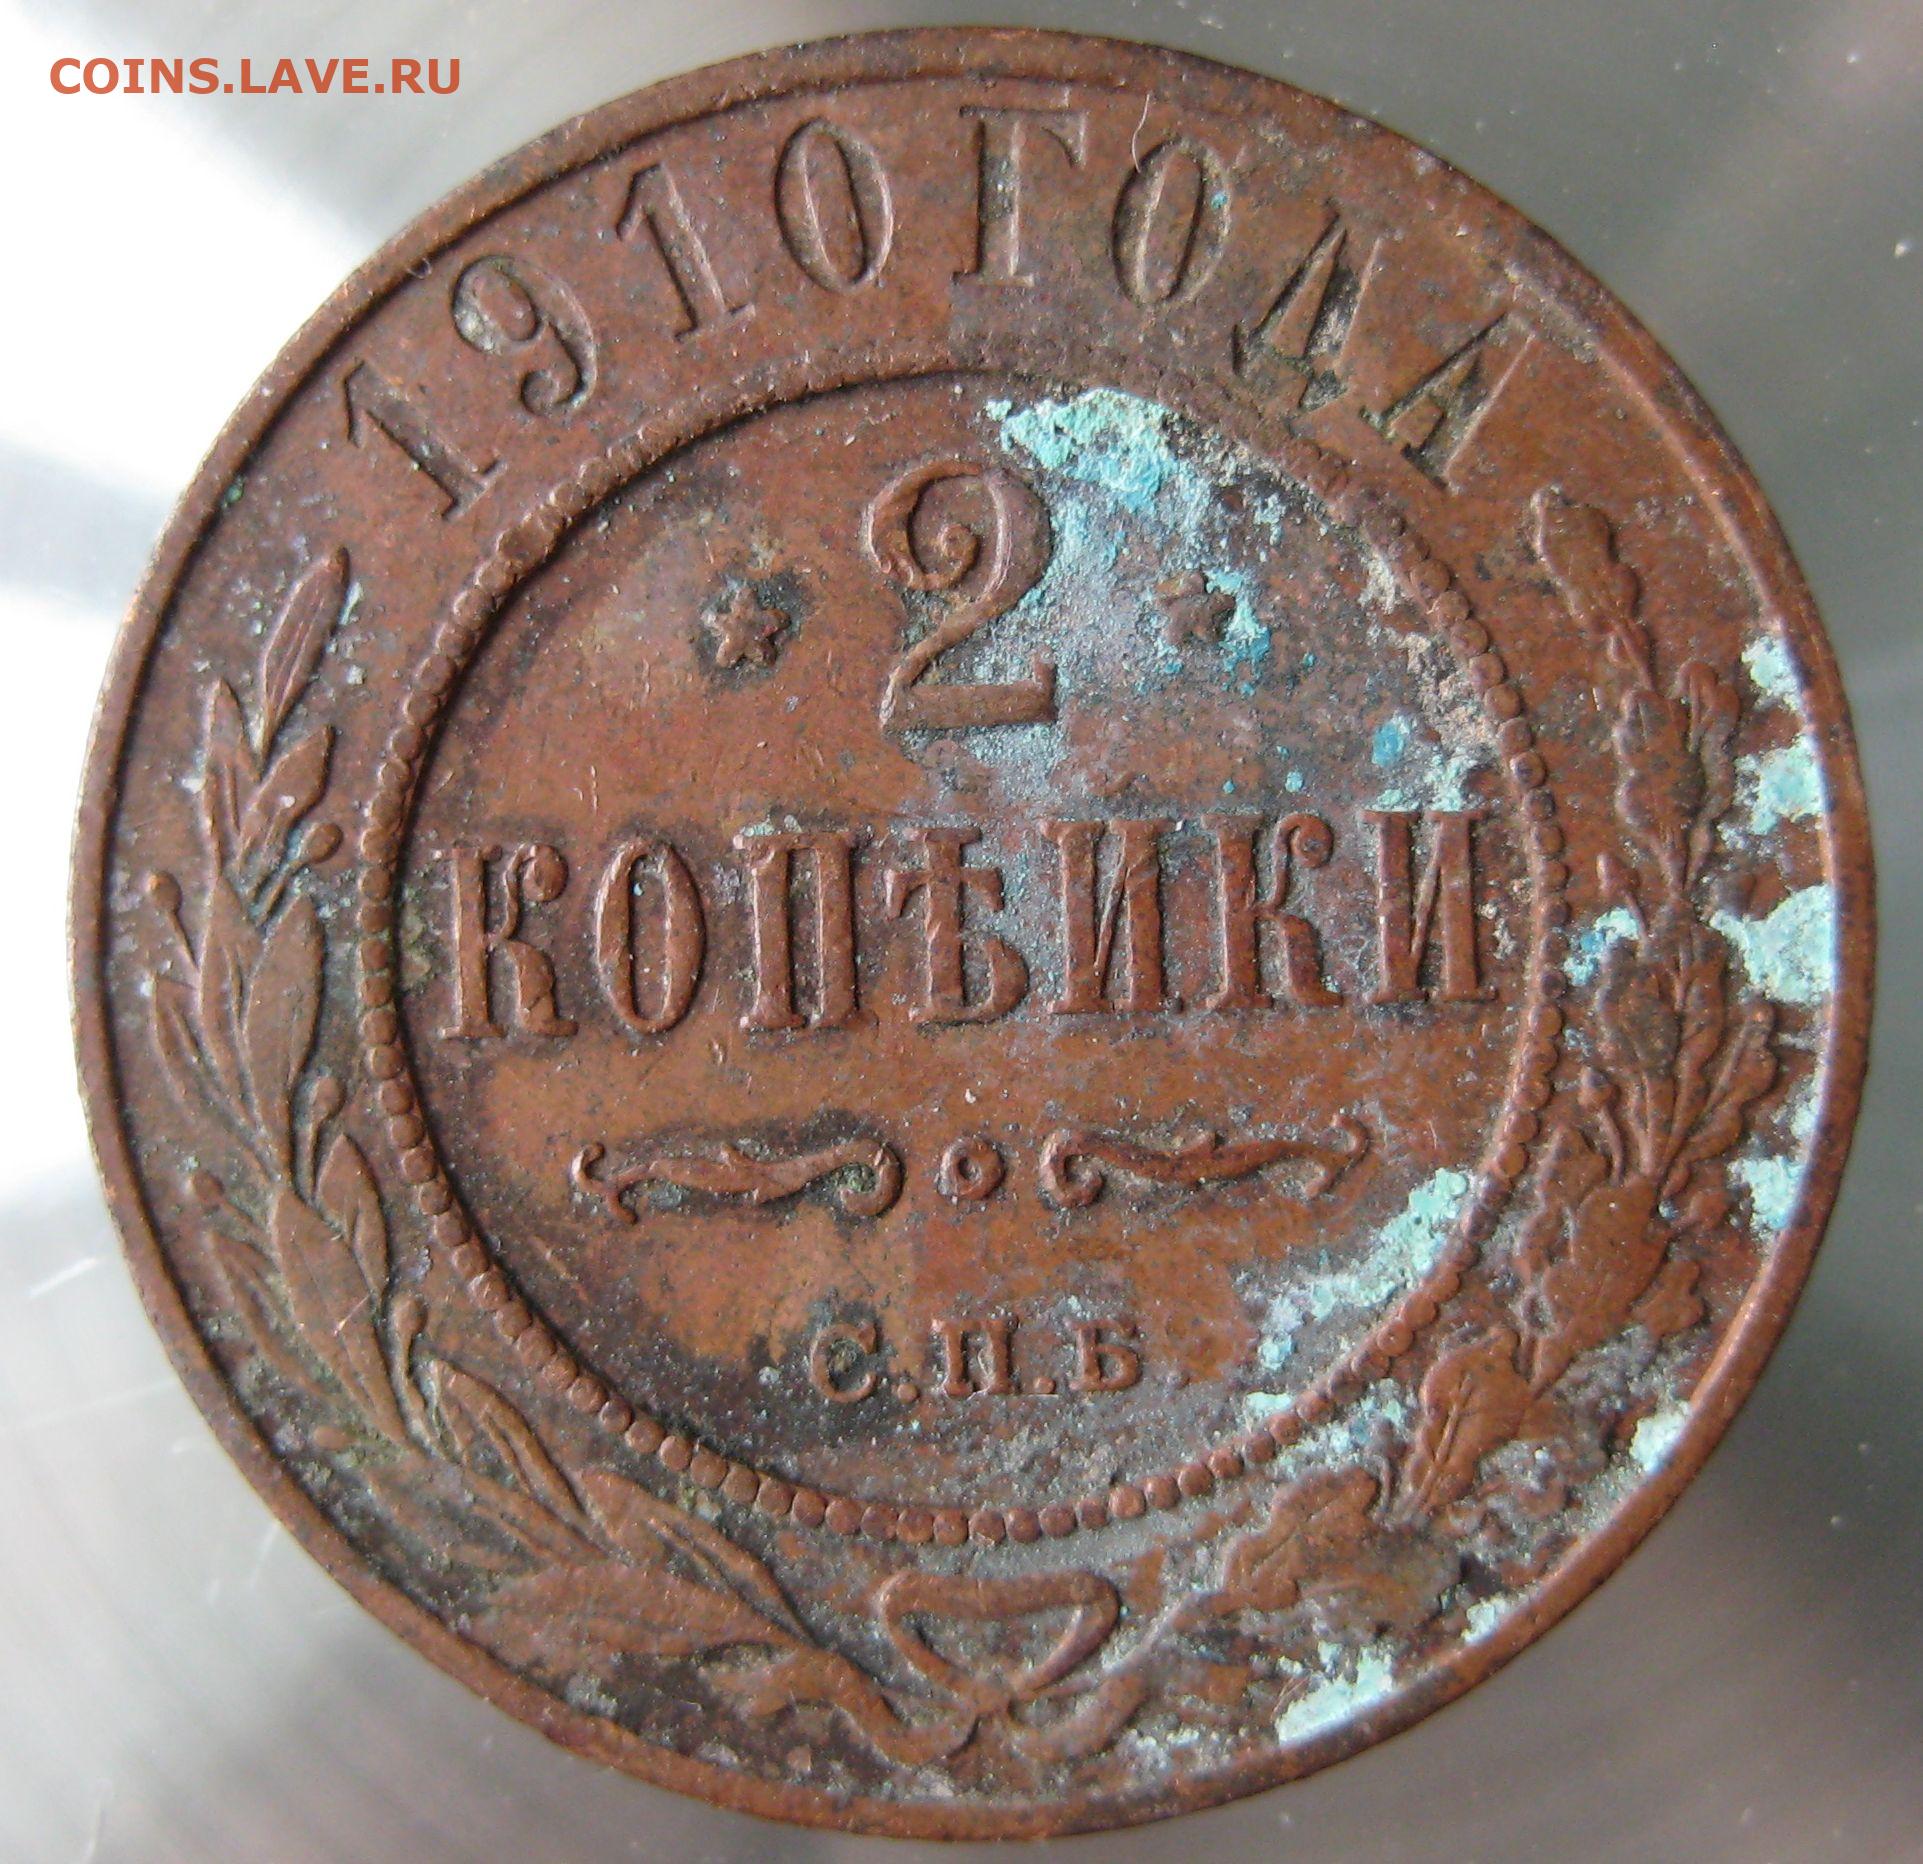 COINS.LAVE.RU
1910 ГОДА
* 2 *
КОПѢЙКИ
С.П.Б.